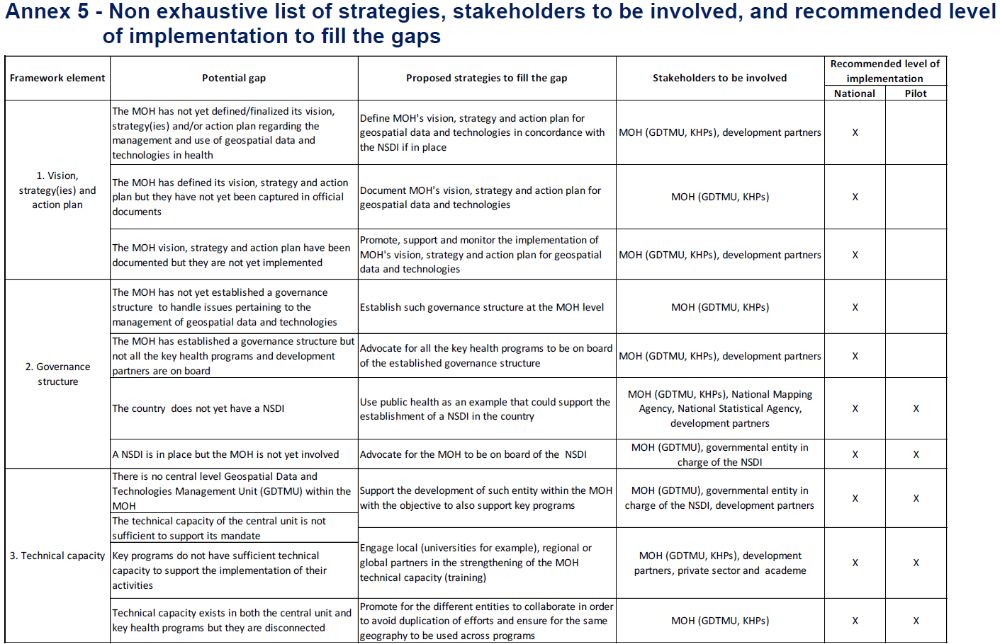 Annex 5 - Non exhaustive list of strategies, stakeholders to be involved, and recommended level
of implementation to fill the gaps
Framework element
Potential gap
Proposed strategies to fill the gap
Stakeholders to be involved
Recommended level of
implementation
National
Pilot
1. Vision,
strategy(ies) and
action plan
The MOH has not yet defined/finalized its vision,
strategy(ies) and/or action plan regarding the
management and use of geospatial data and
technologies in health
Define MOH's vision, strategy and action plan for
geospatial data and technologies in concordance with
the NSDI if in place
MOH (GDTMU, KHPs), development partners
X
The MOH has defined its vision, strategy and action
plan but they have not yet been captured in official
documents
Document MOH's vision, strategy and action plan for
geospatial data and technologies
MOH (GDTMU, KHPs)
X
The MOH vision, strategy and action plan have been
documented but they are not yet implemented
Promote, support and monitor the implementation of
MOH's vision, strategy and action plan for geospatial
data and technologies
MOH (GDTMU, KHPs), development partners
X
2. Governance
structure
The MOH has not yet established a governance
structure  to handle issues pertaining to the
management of geospatial data and technologies
Establish such governance structure at the MOH level
MOH (GDTMU, KHPs)
X
The MOH has established a governance structure but
not all the key health programs and development
partners are on board
Advocate for all the key health programs to be on board
of the established governance structure
MOH (GDTMU, KHPs), development partners
X
The country  does not yet have a NSDI
Use public health as an example that could support the
establishment of a NSDI in the country
MOH (GDTMU, KHPs), National Mapping
Agency, National Statistical Agency,
development partners
X
X
A NSDI is in place but the MOH is not yet involved
Advocate for the MOH to be on board of the  NSDI
MOH (GDTMU), governmental entity in
charge of the NSDI
X
X
3. Technical capacity
There is no central level Geospatial Data and
Technologies Management Unit (GDTMU) within the
MOH
Support the development of such entity within the MOH
with the objective to also support key programs
MOH (GDTMU), governmental entity in
charge of the NSDI, development partners
X
X
The technical capacity of the central unit is not
sufficient to support its mandate
Key programs do not have sufficient technical
capacity to support the implementation of their
activities
Engage local (universities for example), regional or
global partners in the strengthening of the MOH
technical capacity (training)
MOH (GDTMU, KHPs), development
partners, private sector and  academe
X
X
Technical capacity exists in both the central unit and
key health programs but they are disconnected
Promote for the different entities to collaborate in order
to avoid duplication of efforts and ensure for the same
geography to be used across programs
MOH (GDTMU, KHPs)
X
X